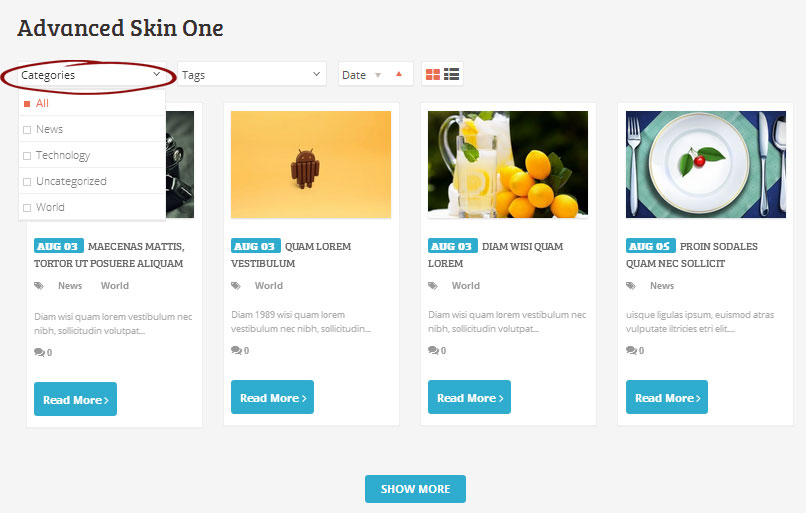 Advanced Skin One
Categories
Tags
Date
All
News
Technology
Uncategorized
World
AUG 03 MAECENAS MATTIS,
TORTOR UT POSUERE ALIQUAM
News World
Diam wisi quam lorem vestibulum nec
nibh, sollicitudin volutpat...
0
Read More >
AUG 03 QUAM LOREM
VESTIBULUM
World
Diam 1989 wisi quam lorem
vestibulum nec nibh, sollicitudin...
0
Read More >
AUG 03 DIAM WISI QUAM
LOREM
World
Diam wisi quam lorem vestibulum nec
nibh, sollicitudin volutpat...
0
Read More >
AUG 05 PROIN SODALES
QUAM NEC SOLLICIT
News
uisque ligulas ipsum, euismod atras
vulputate iltricies etri elit....
0
Read More >
SHOW MORE